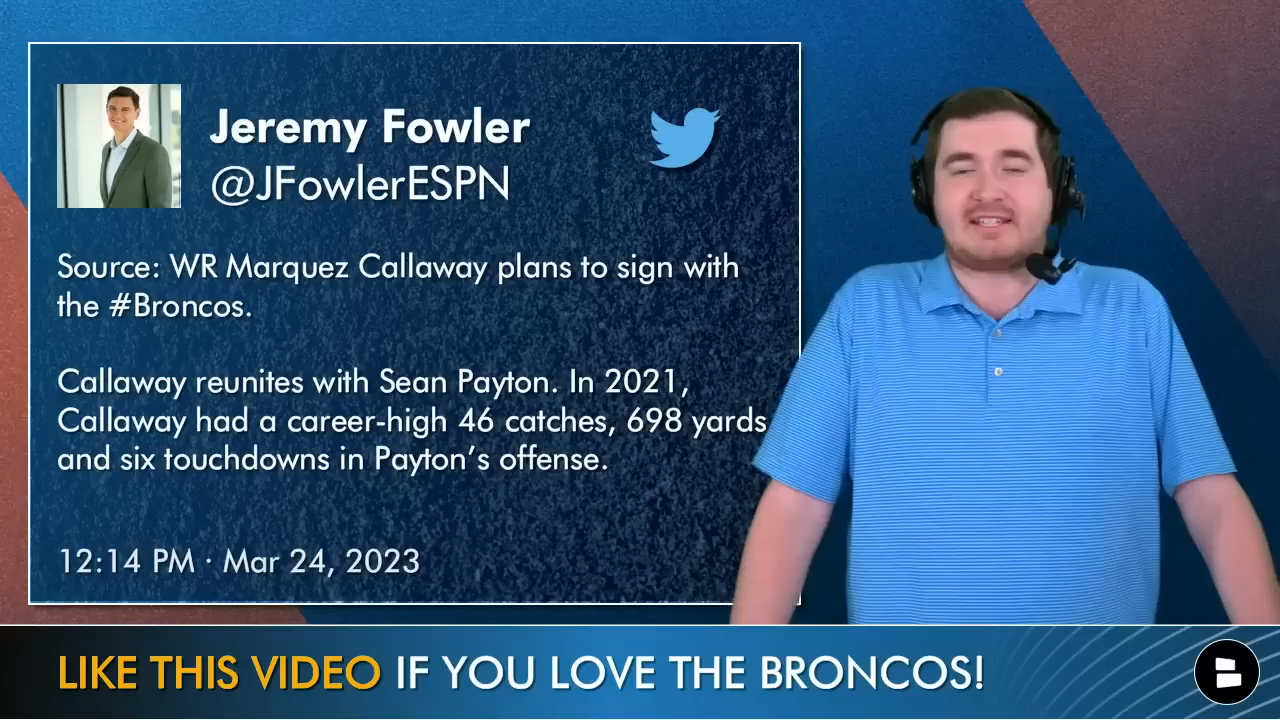 Jeremy Fowler
@JFowlerESPN
Source: WR Marquez Callaway plans to sign with
the #Broncos.
Callaway reunites with Sean Payton. In 2021,
Callaway had a career-high 46 catches, 698 yards
and six touchdowns in Payton’s offense.
12:14 PM · Mar 24, 2023
LIKE THIS VIDEO IF YOU LOVE THE BRONCOS!